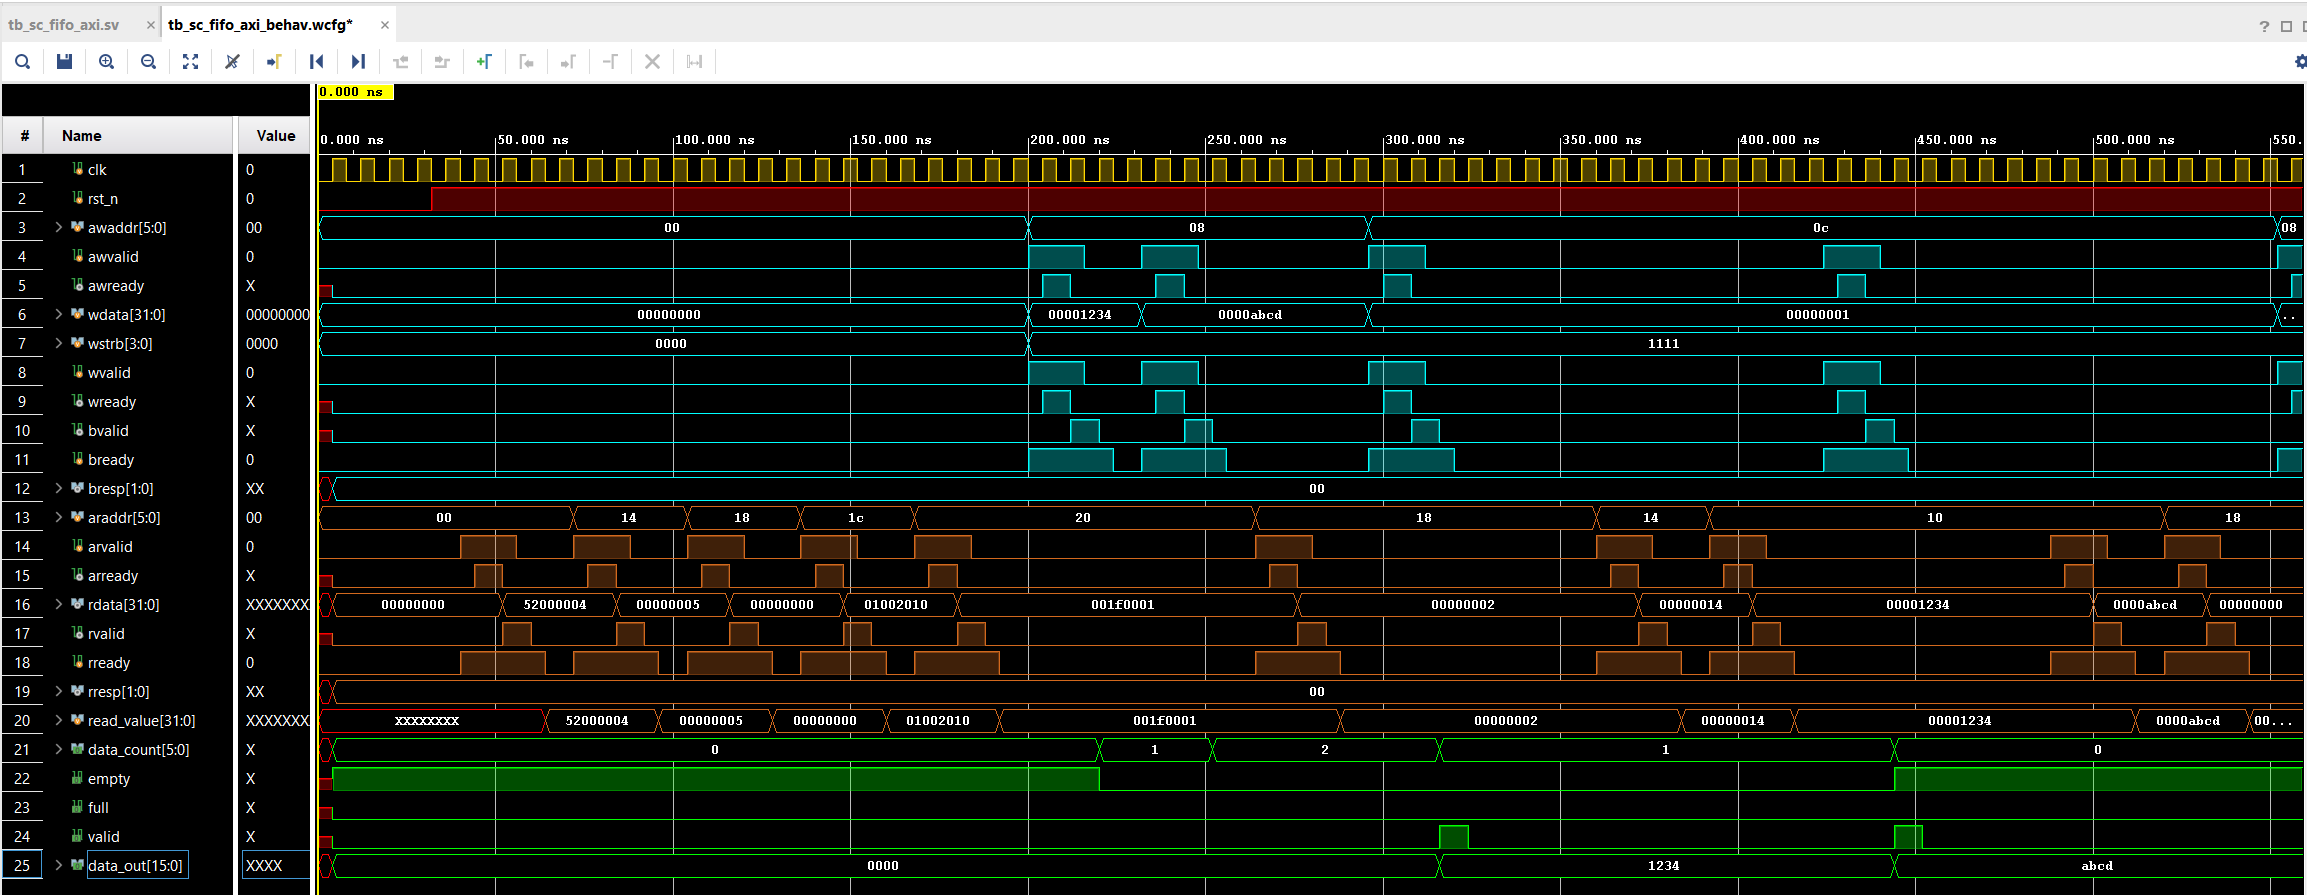 tb_sc_fifo_axi.sv × tb_sc_fifo_axi_behav.wcfg* × ?
0.000 ns
# Name Value 0.000 ns 50.000 ns 100.000 ns 150.000 ns 200.000 ns 250.000 ns 300.000 ns 350.000 ns 400.000 ns 450.000 ns 500.000 ns 550.
1 clk 0
2 rst_n 0
3 awaddr[5:0] 00 00 08 0c 08
4 awvalid 0
5 awready X
6 wdata[31:0] 00000000 00000000 00001234 0000abcd 00000001 ..
7 wstrb[3:0] 0000 0000 1111
8 wvalid 0
9 wready X
10 bvalid X
11 bready 0
12 bresp[1:0] XX 00
13 araddr[5:0] 00 00 14 18 1c 20 18 14 10 18
14 arvalid 0
15 arready X
16 rdata[31:0] XXXXXXX 00000000 52000004 00000005 00000000 01002010 001f0001 00000002 00000014 00001234 0000abcd 00000000
17 rvalid X
18 rready 0
19 rresp[1:0] XX 00
20 read_value[31:0] XXXXXXX XXXXXXXX 52000004 00000005 00000000 01002010 001f0001 00000002 00000014 00001234 0000abcd 00...
21 data_count[5:0] X 0 1 2 1 0
22 empty X
23 full X
24 valid X
25 data_out[15:0] XXXX 0000 1234 abcd